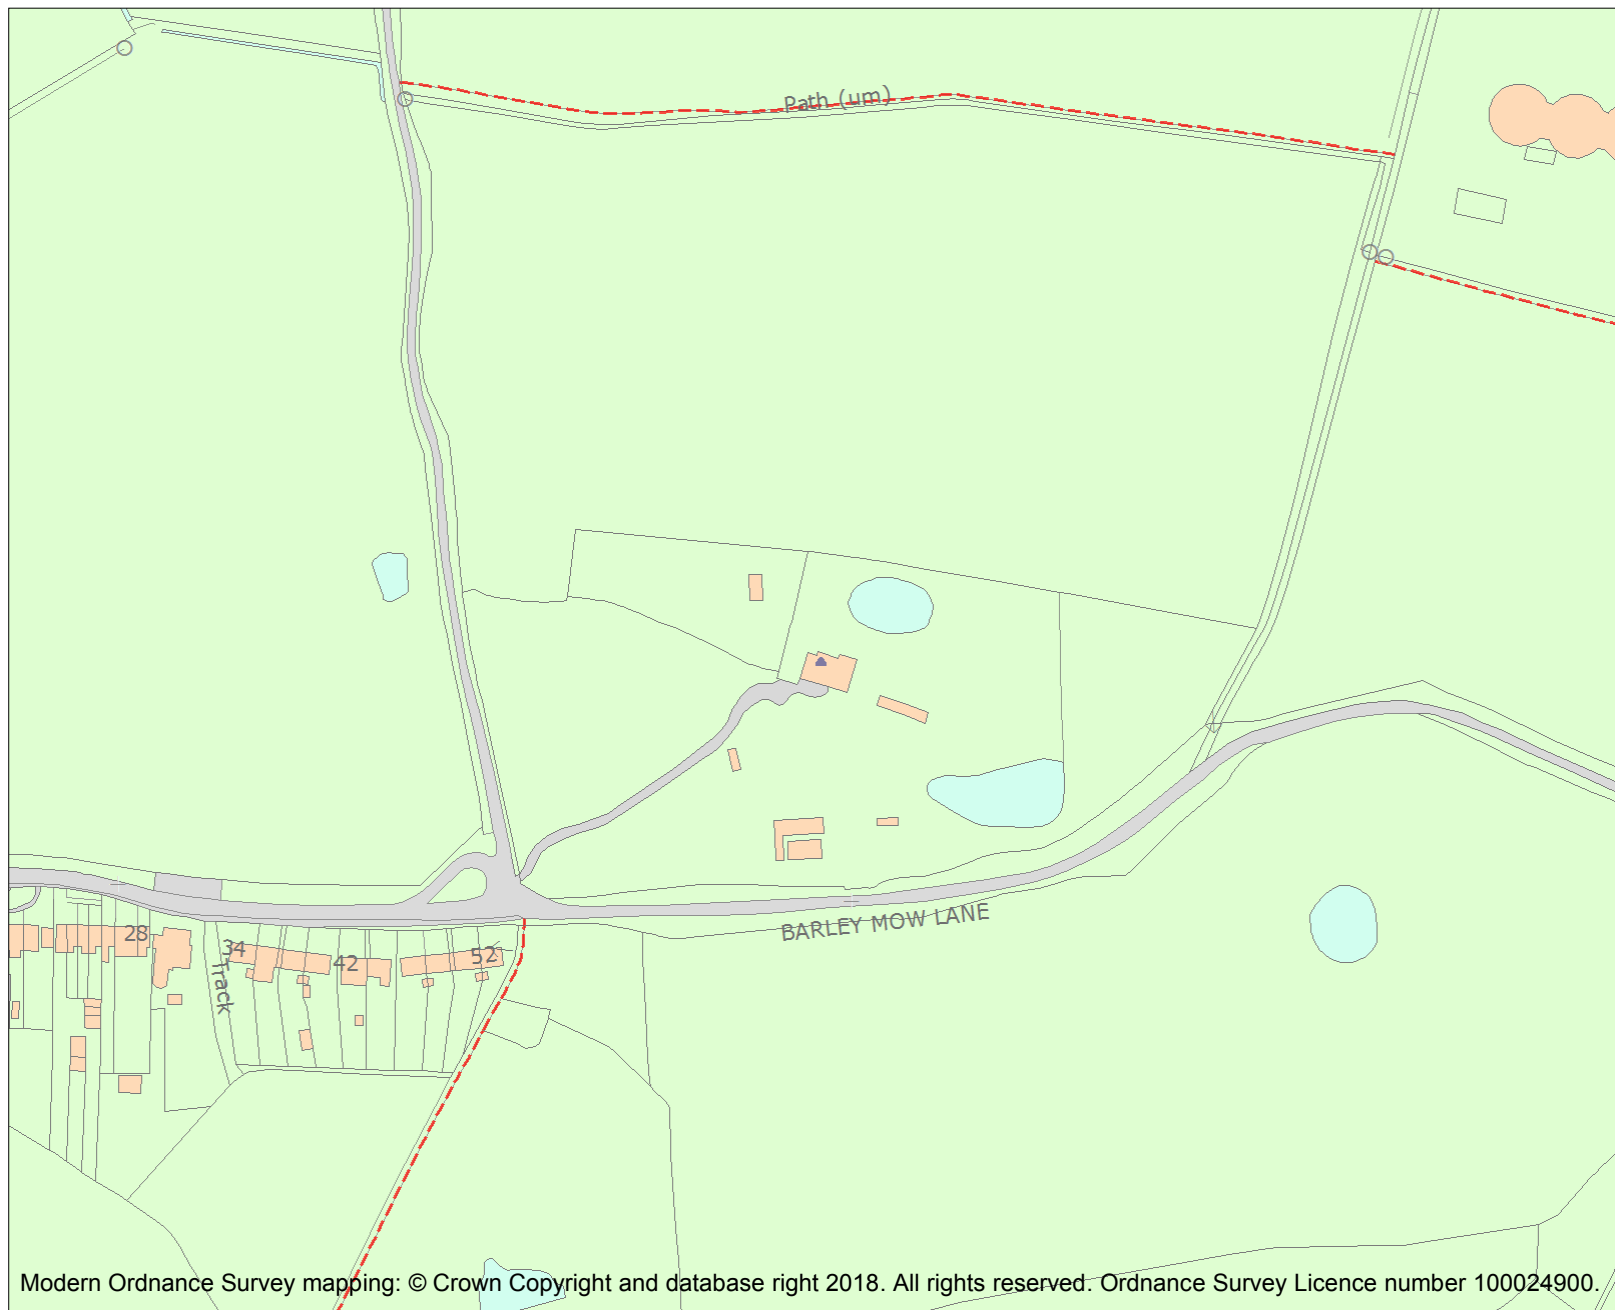 Path (um)
BARLEY MOW LANE
28
34
42
52
Track
Modern Ordnance Survey mapping: © Crown Copyright and database right 2018. All rights reserved. Ordnance Survey Licence number 100024900.